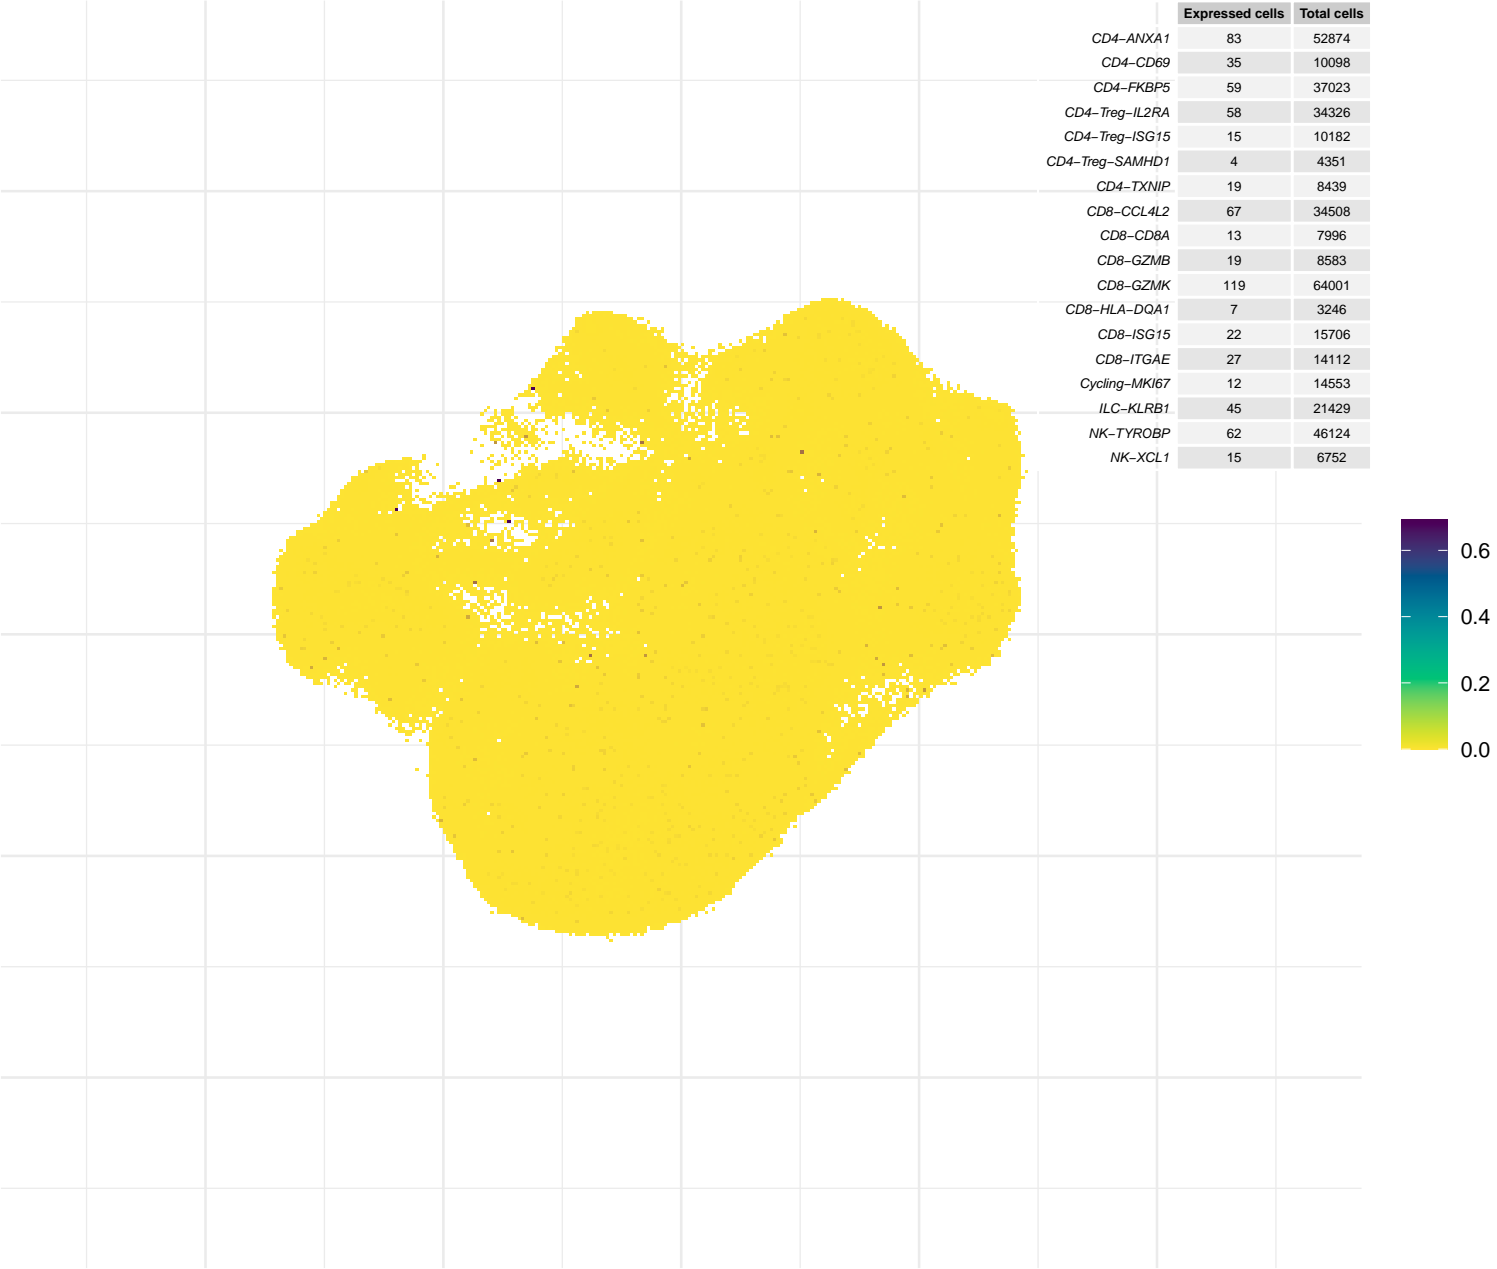 Expressed cells Total cells
CD4−ANXA1 83 52874
CD4−CD69 35 10098
CD4−FKBP5 59 37023
CD4−Treg−IL2RA 58 34326
CD4−Treg−ISG15 15 10182
CD4−Treg−SAMHD1 4 4351
CD4−TXNIP 19 8439
CD8−CCL4L2 67 34508
CD8−CD8A 13 7996
CD8−GZMB 19 8583
CD8−GZMK 119 64001
CD8−HLA−DQA1 7 3246
CD8−ISG15 22 15706
CD8−ITGAE 27 14112
Cycling−MKI67 12 14553
ILC−KLRB1 45 21429
NK−TYROBP 62 46124
NK−XCL1 15 6752
0.6
0.4
0.2
0.0